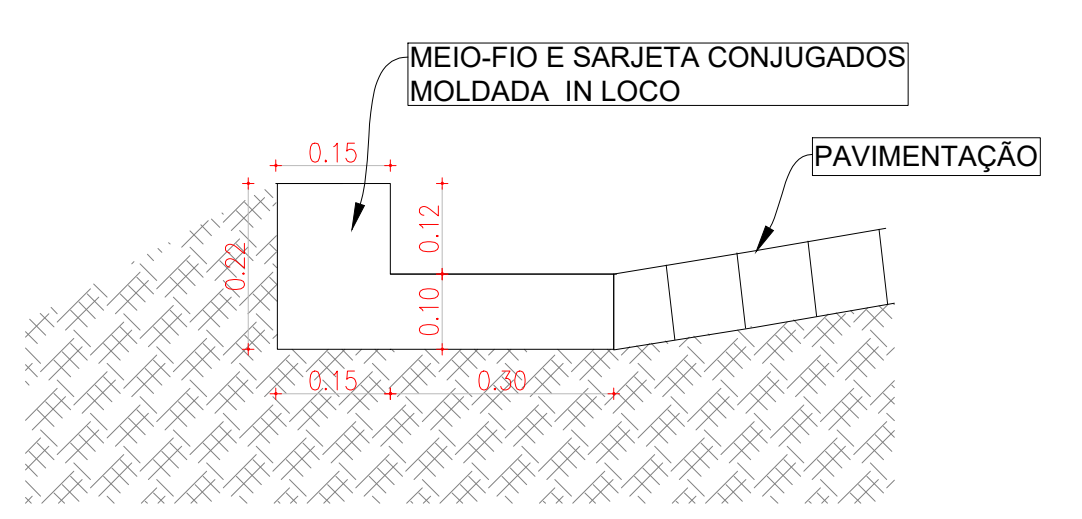 MEIO-FIO E SARJETA CONJUGADOS
MOLDADA IN LOCO
PAVIMENTAÇÃO
0.15
0.12
0.22
0.10
0.15
0.30